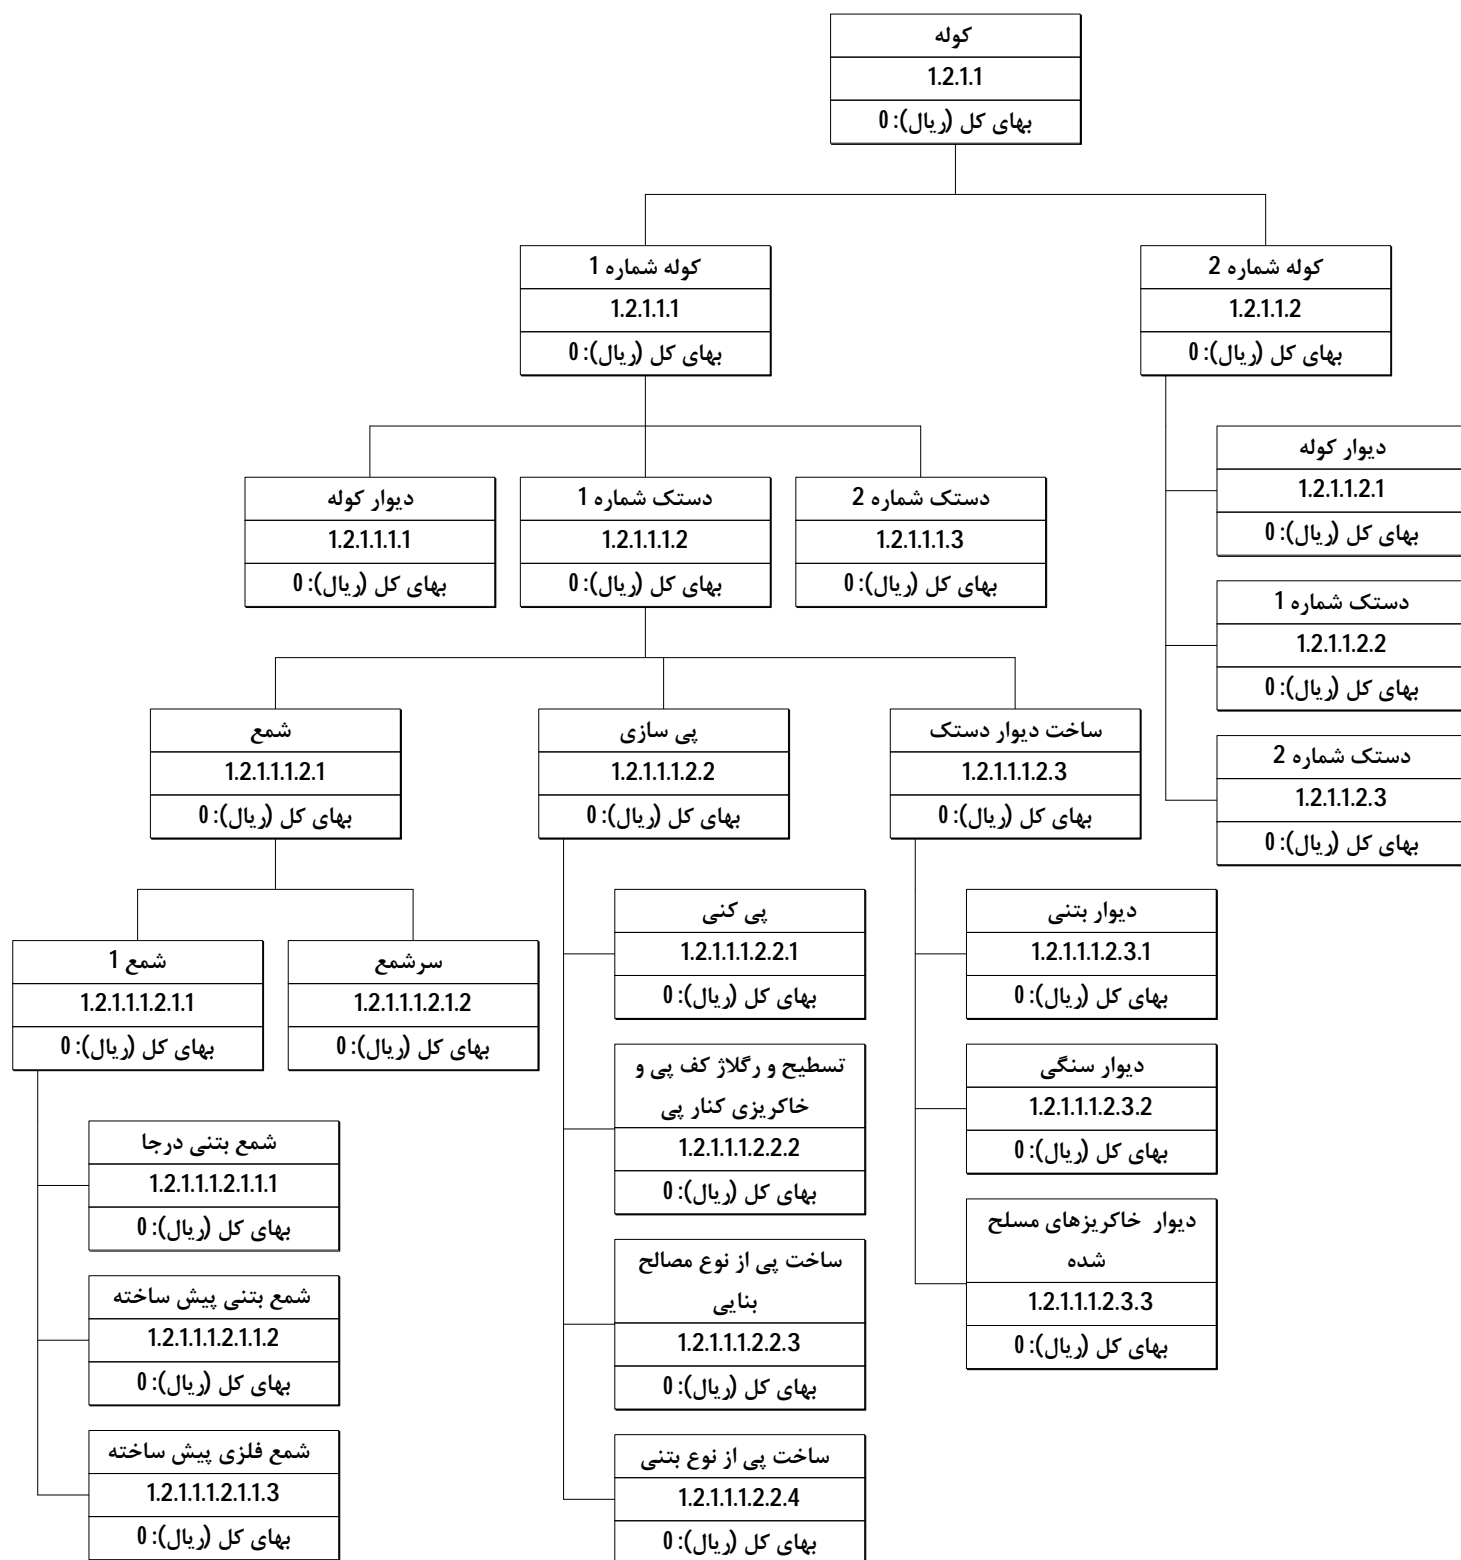 کوله
1.2.1.1
بهای کل (ریال): 0
کوله شماره 1
1.2.1.1.1
بهای کل (ریال): 0
کوله شماره 2
1.2.1.1.2
بهای کل (ریال): 0
دیوار کوله
1.2.1.1.1.1
بهای کل (ریال): 0
دستک شماره 1
1.2.1.1.1.2
بهای کل (ریال): 0
دستک شماره 2
1.2.1.1.1.3
بهای کل (ریال): 0
دیوار کوله
1.2.1.1.2.1
بهای کل (ریال): 0
دستک شماره 1
1.2.1.1.2.2
بهای کل (ریال): 0
دستک شماره 2
1.2.1.1.2.3
بهای کل (ریال): 0
شمع
1.2.1.1.1.2.1
بهای کل (ریال): 0
پی سازی
1.2.1.1.1.2.2
بهای کل (ریال): 0
ساخت دیوار دستک
1.2.1.1.1.2.3
بهای کل (ریال): 0
شمع 1
1.2.1.1.1.2.1.1
بهای کل (ریال): 0
سرشمع
1.2.1.1.1.2.1.2
بهای کل (ریال): 0
شمع بتنی درجا
1.2.1.1.1.2.1.1.1
بهای کل (ریال): 0
شمع بتنی پیش ساخته
1.2.1.1.1.2.1.1.2
بهای کل (ریال): 0
شمع فلزی پیش ساخته
1.2.1.1.1.2.1.1.3
بهای کل (ریال): 0
پی کنی
1.2.1.1.1.2.2.1
بهای کل (ریال): 0
تسطیح و رگلاژ کف پی و
خاکریزی کنار پی
1.2.1.1.1.2.2.2
بهای کل (ریال): 0
ساخت پی از نوع مصالح
بنایی
1.2.1.1.1.2.2.3
بهای کل (ریال): 0
ساخت پی از نوع بتنی
1.2.1.1.1.2.2.4
بهای کل (ریال): 0
دیوار بتنی
1.2.1.1.1.2.3.1
بهای کل (ریال): 0
دیوار سنگی
1.2.1.1.1.2.3.2
بهای کل (ریال): 0
دیوار خاکریزهای مسلح
شده
1.2.1.1.1.2.3.3
بهای کل (ریال): 0